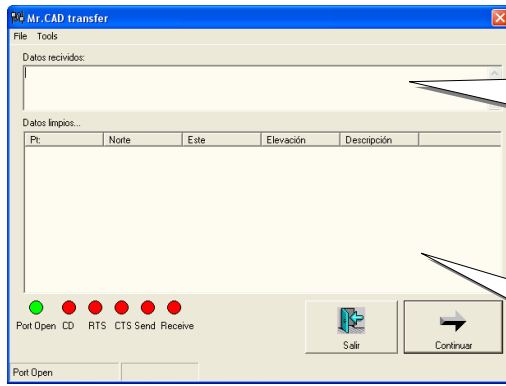 Mr.CAD transfer
File Tools
Datos recividos:
Datos limpios...
Pt: Norte Este Elevación Descripción
Port Open CD RTS CTS Send Receive
Salir Continuar
Port Open